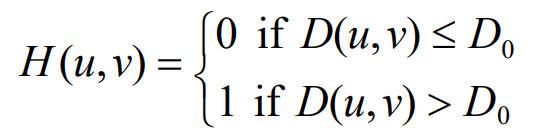 H(u,v) = {0 if D(u,v) ≤ D₀
1 if D(u,v) > D₀